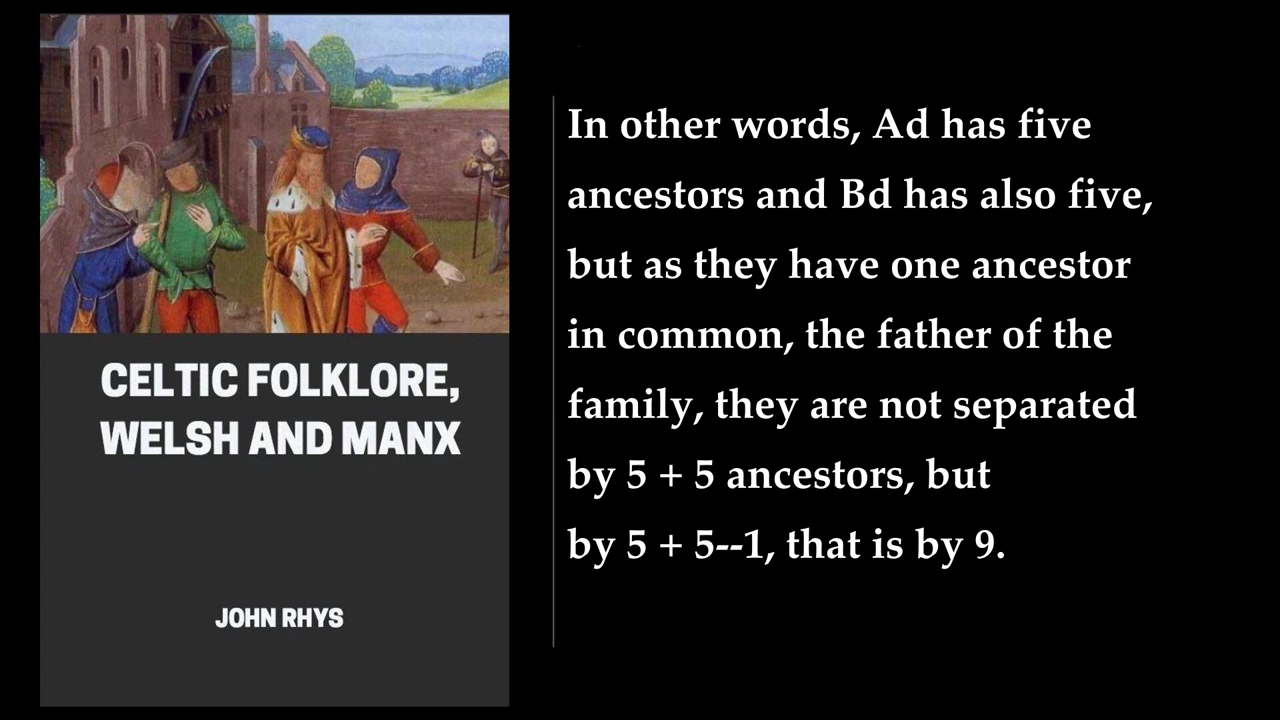 CELTIC FOLKLORE,
WELSH AND MANX
JOHN RHYS
In other words, Ad has five
ancestors and Bd has also five,
but as they have one ancestor
in common, the father of the
family, they are not separated
by 5 + 5 ancestors, but
by 5 + 5--1, that is by 9.